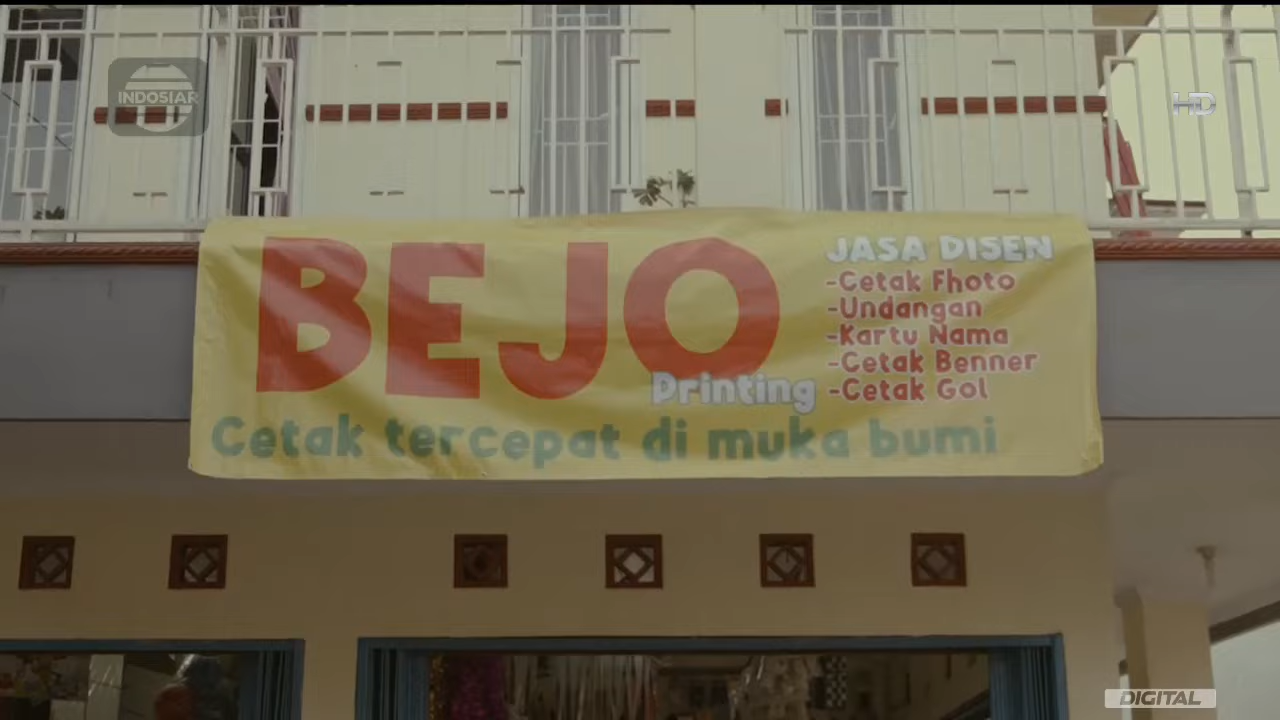 INDOSIAR
HD
BEJO
Printing
Cetak tercepat di muka bumi
JASA DISEN
-Cetak Fhoto
-Undangan
-Kartu Nama
-Cetak Benner
-Cetak Gol
DIGITAL